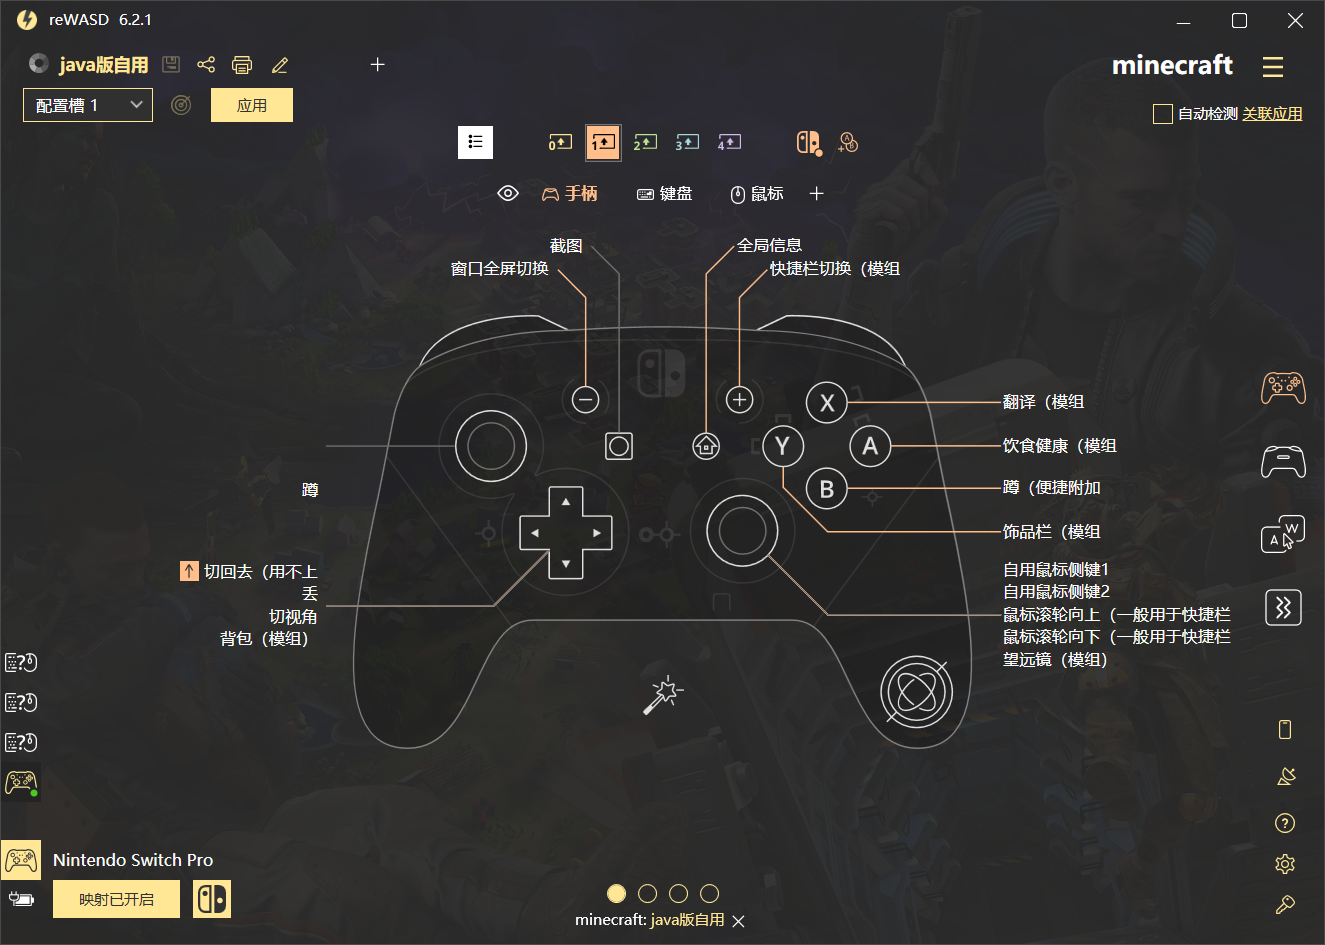 reWASD 6.2.1
java版自用
minecraft
配置槽 1
应用
自动检测 关联应用
0 1 2 3 4
手柄
键盘
鼠标
截图
全局信息
窗口全屏切换
快捷栏切换（模组
X
翻译（模组
Y
A
饮食健康（模组
B
蹲
蹲（便捷附加
饰品栏（模组
A
W
切回去（用不上
丢
切视角
背包（模组）
自用鼠标侧键1
自用鼠标侧键2
鼠标滚轮向上（一般用于快捷栏
鼠标滚轮向下（一般用于快捷栏
望远镜（模组）
Nintendo Switch Pro
映射已开启
minecraft: java版自用